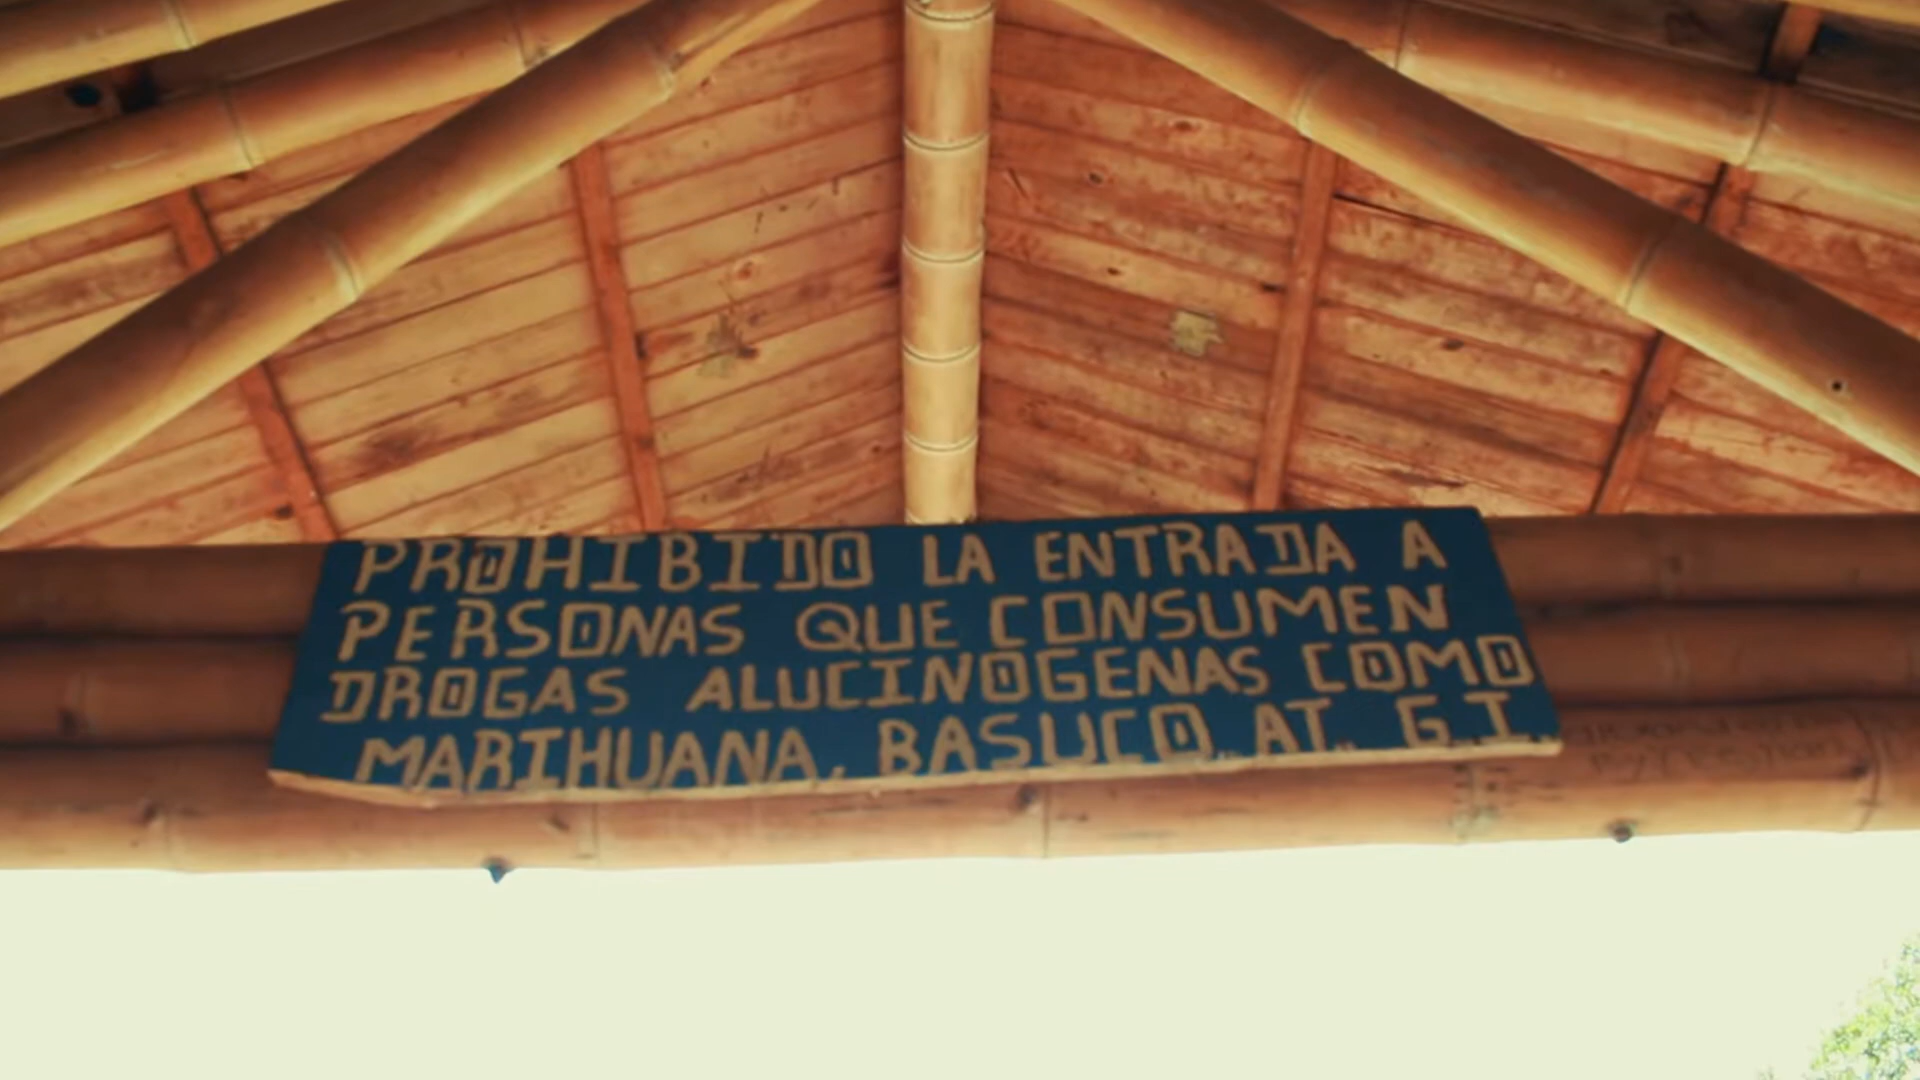 PROHIBIDO LA ENTRADA A
PERSONAS QUE CONSUMEN
DROGAS ALUCINOGENAS COMO
MARIHUANA, BASUCO.. AT.. G.I.